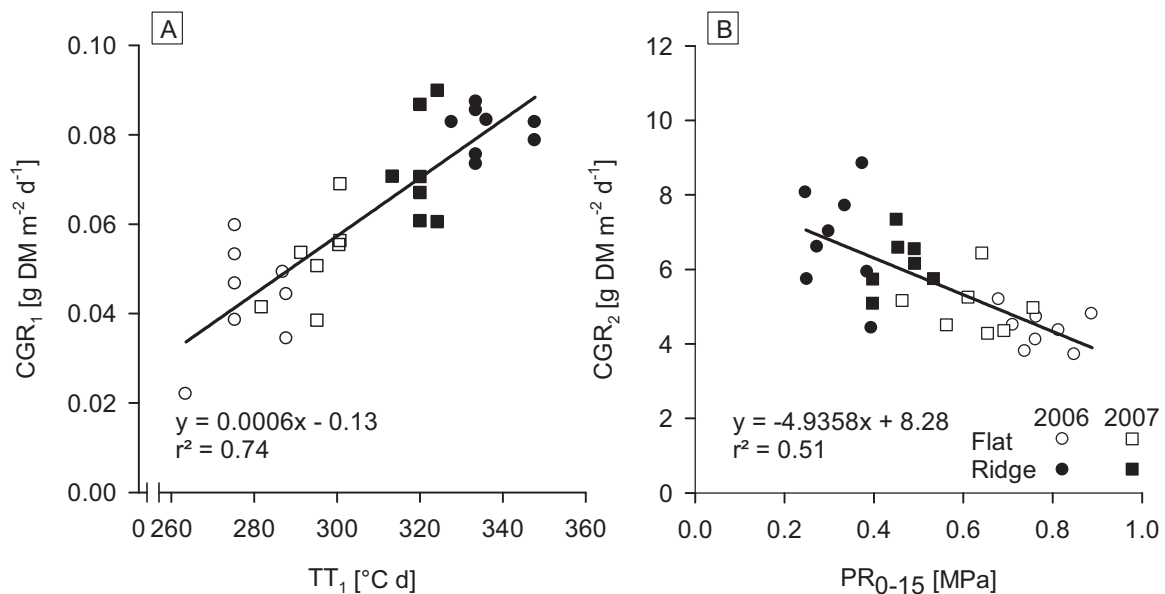 A
CGR₁ [g DM m⁻² d⁻¹]
0.10
0.08
0.06
0.04
0.02
0.00
y = 0.0006x - 0.13
r² = 0.74
0 260 280 300 320 340 360
TT₁ [°C d]
B
CGR₂ [g DM m⁻² d⁻¹]
12
10
8
6
4
2
0
y = -4.9358x + 8.28
r² = 0.51
2006 2007
Flat
Ridge
0.0 0.2 0.4 0.6 0.8 1.0
PR₀₋₁₅ [MPa]